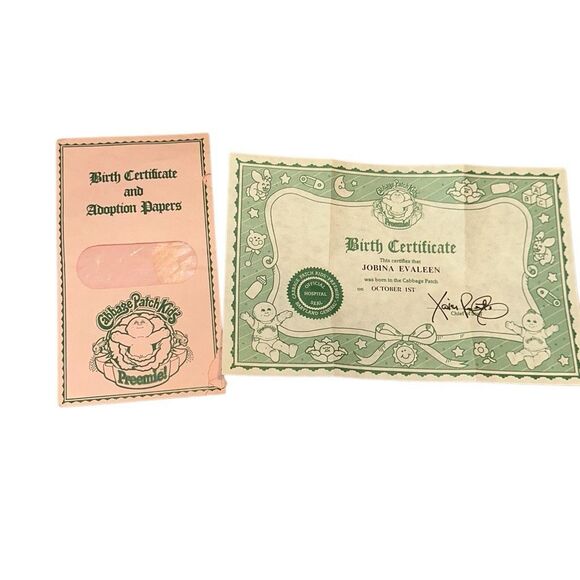 Birth Certificate
and
Adoption Papers
Cabbage Patch Kids
Preemie!
Cabbage Patch Kids
Birth Certificate
This certifies that
JOBINA EVALEEN
was born in the Cabbage Patch
on OCTOBER 1ST
OFFICIAL
HOSPITAL
SEAL
Chief